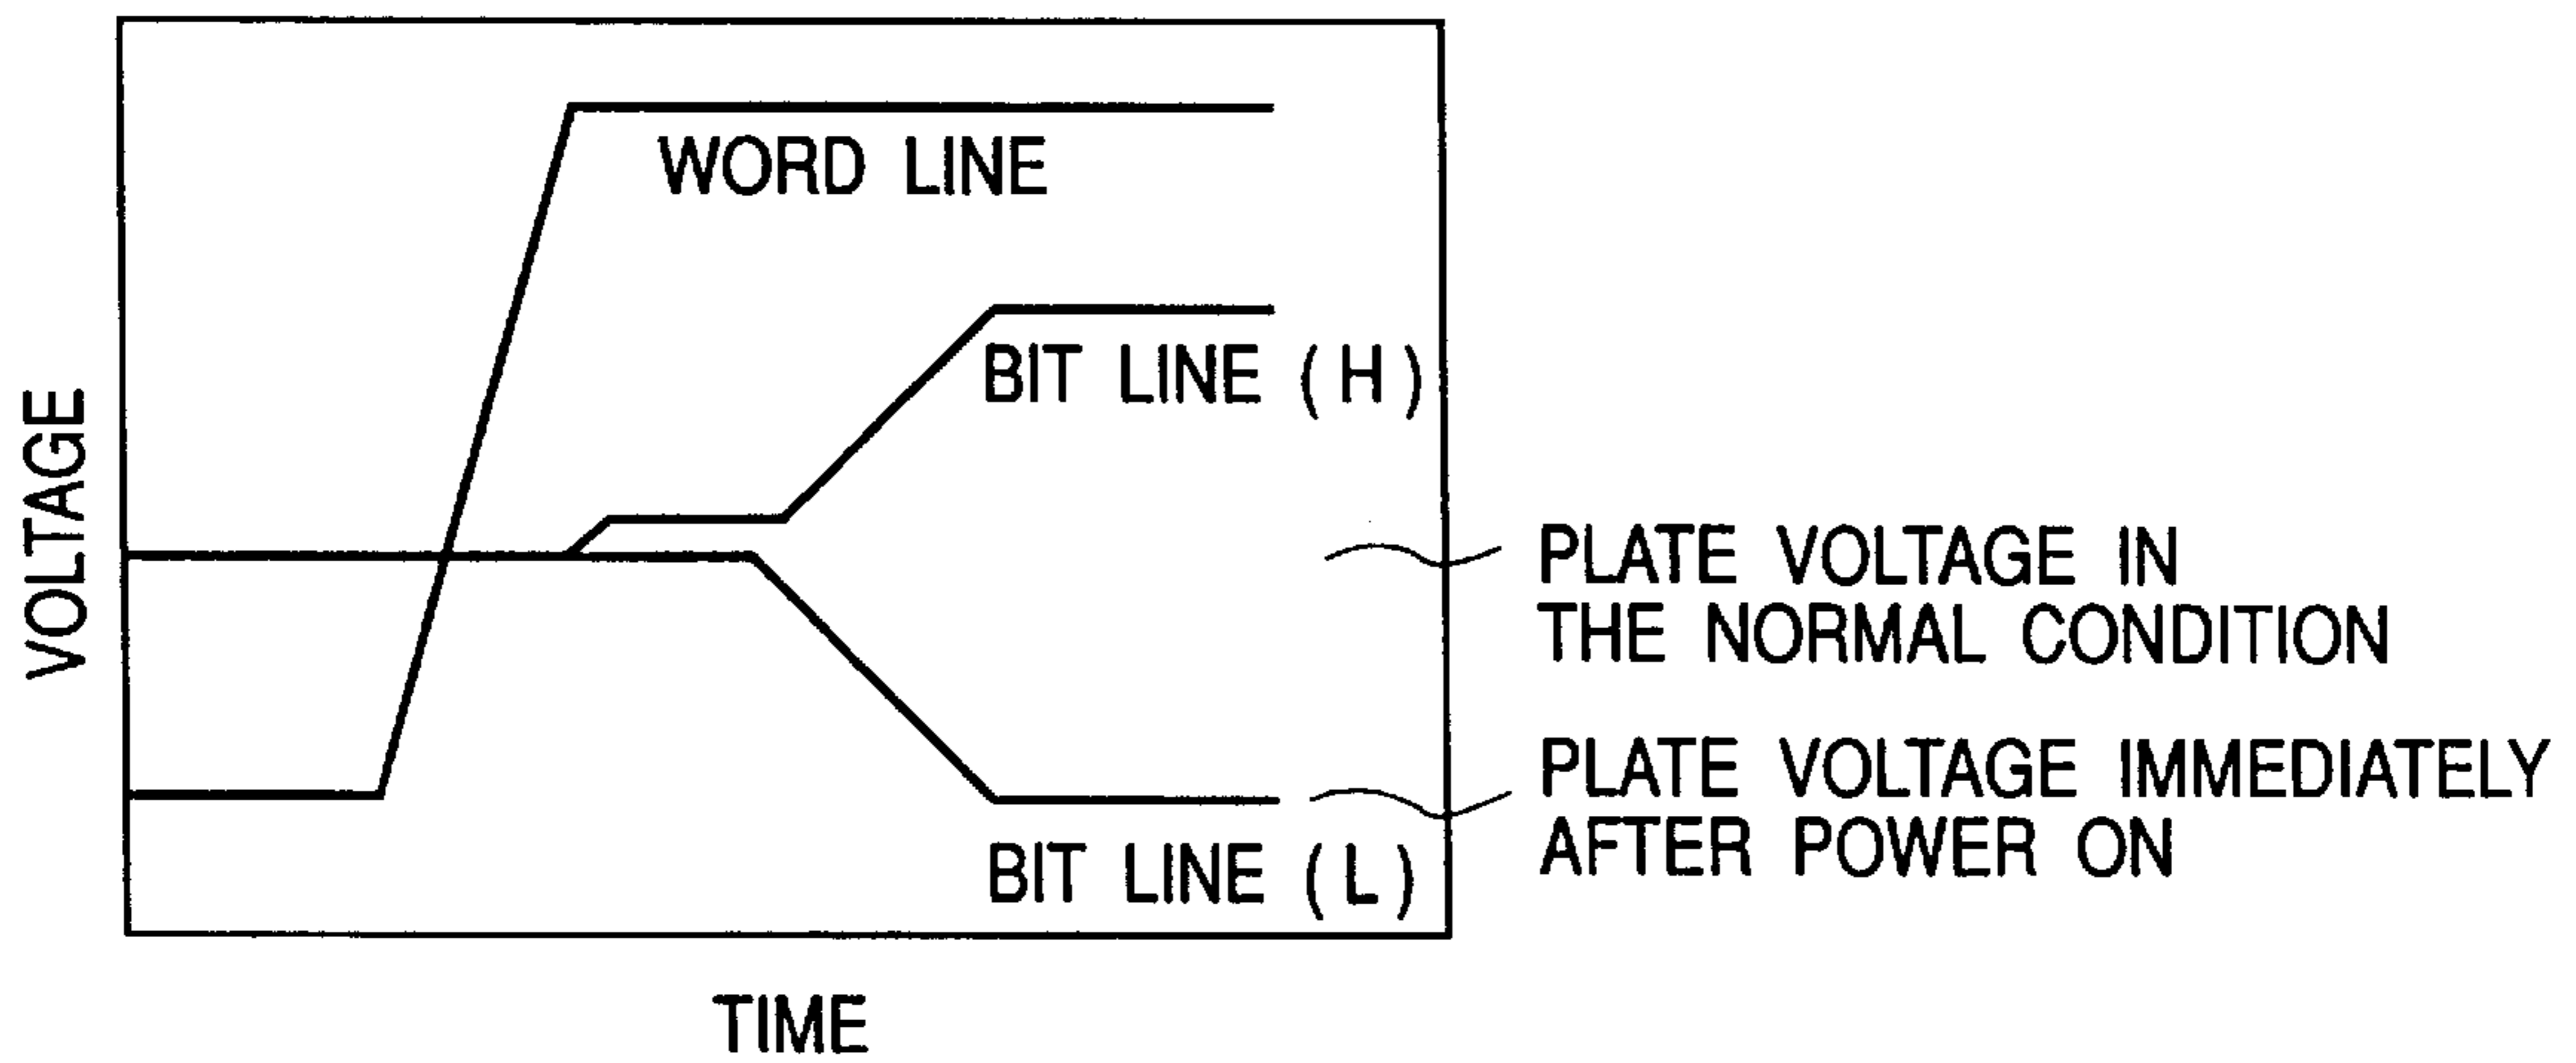 WORD LINE
BIT LINE (H)
VOLTAGE
PLATE VOLTAGE IN
THE NORMAL CONDITION
PLATE VOLTAGE IMMEDIATELY
AFTER POWER ON
BIT LINE (L)
TIME